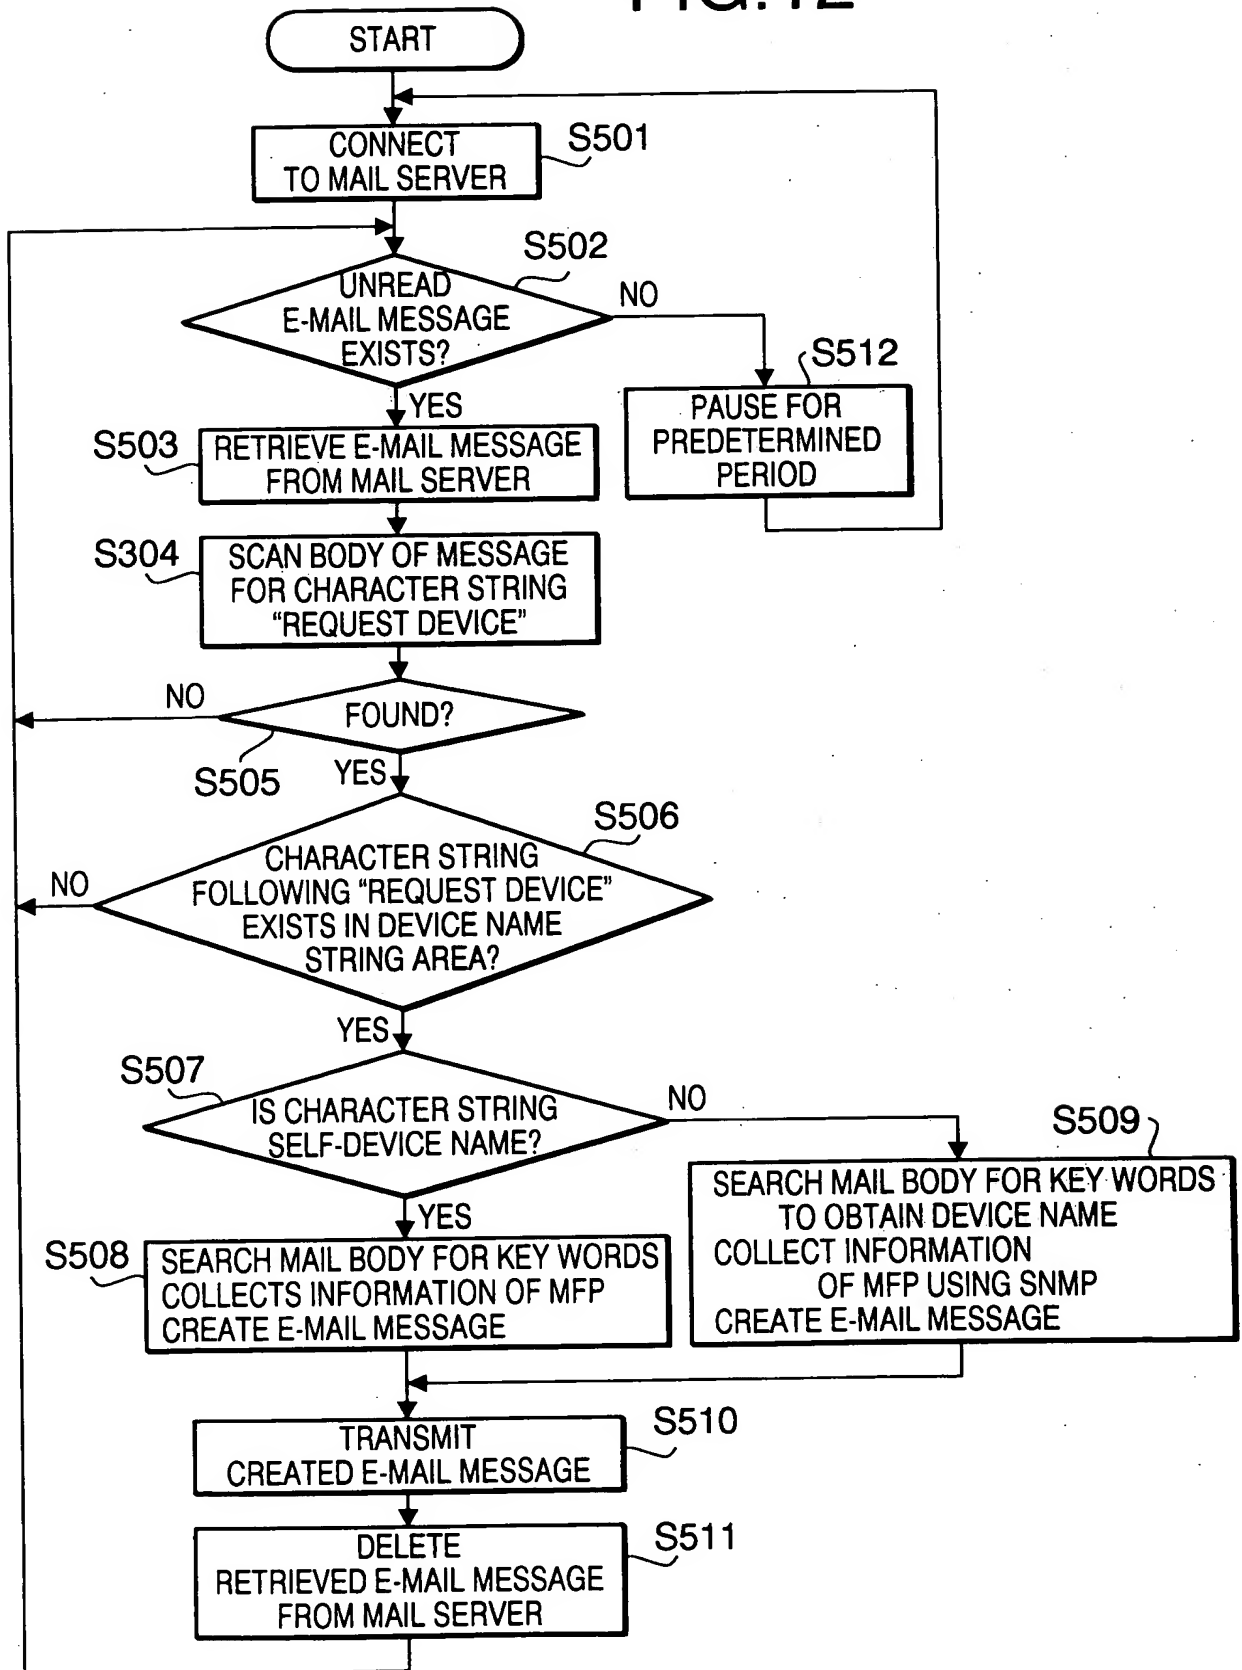 FIG.12
START
CONNECT
TO MAIL SERVER
S501
UNREAD
E-MAIL MESSAGE
EXISTS?
S502
NO
YES
S512
PAUSE FOR
PREDETERMINED
PERIOD
S503
RETRIEVE E-MAIL MESSAGE
FROM MAIL SERVER
S304
SCAN BODY OF MESSAGE
FOR CHARACTER STRING
“REQUEST DEVICE”
NO
FOUND?
S505
YES
S506
CHARACTER STRING
FOLLOWING “REQUEST DEVICE”
EXISTS IN DEVICE NAME
STRING AREA?
NO
YES
S507
IS CHARACTER STRING
SELF-DEVICE NAME?
NO
YES
S508
SEARCH MAIL BODY FOR KEY WORDS
COLLECTS INFORMATION OF MFP
CREATE E-MAIL MESSAGE
S509
SEARCH MAIL BODY FOR KEY WORDS
TO OBTAIN DEVICE NAME
COLLECT INFORMATION
OF MFP USING SNMP
CREATE E-MAIL MESSAGE
TRANSMIT
CREATED E-MAIL MESSAGE
S510
DELETE
RETRIEVED E-MAIL MESSAGE
FROM MAIL SERVER
S511